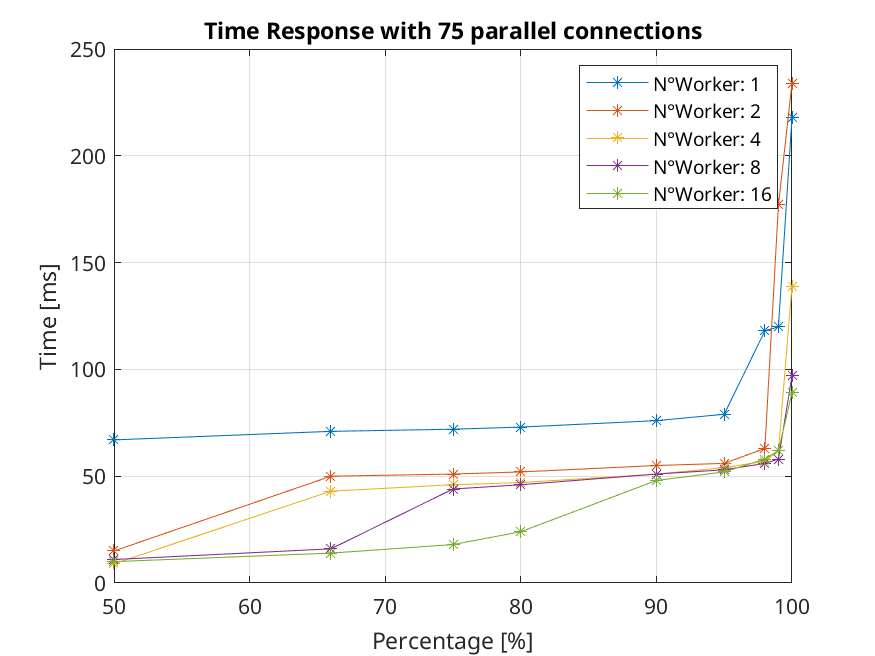 Time Response with 75 parallel connections
250
200
150
100
50
0
Time [ms]
N°Worker: 1
N°Worker: 2
N°Worker: 4
N°Worker: 8
N°Worker: 16
50 60 70 80 90 100
Percentage [%]